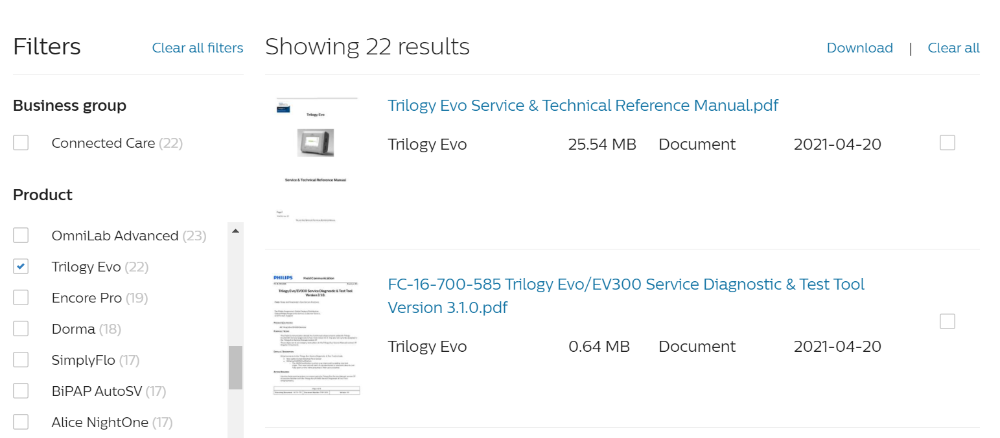 Filters
Clear all filters
Showing 22 results
Download | Clear all
Business group
Connected Care (22)
Product
OmniLab Advanced (23)
Trilogy Evo (22)
Encore Pro (19)
Dorma (18)
SimplyFlo (17)
BiPAP AutoSV (17)
Alice NightOne (17)
Trilogy Evo
Service & Technical Reference Manual
Trilogy Evo Service & Technical Reference Manual.pdf
Trilogy Evo 25.54 MB Document 2021-04-20
PHILIPS Field Communication
Trilogy Evo/EV300 Service Diagnostic & Test Tool
Version 3.1.0.
FC-16-700-585 Trilogy Evo/EV300 Service Diagnostic & Test Tool
Version 3.1.0.pdf
Trilogy Evo 0.64 MB Document 2021-04-20